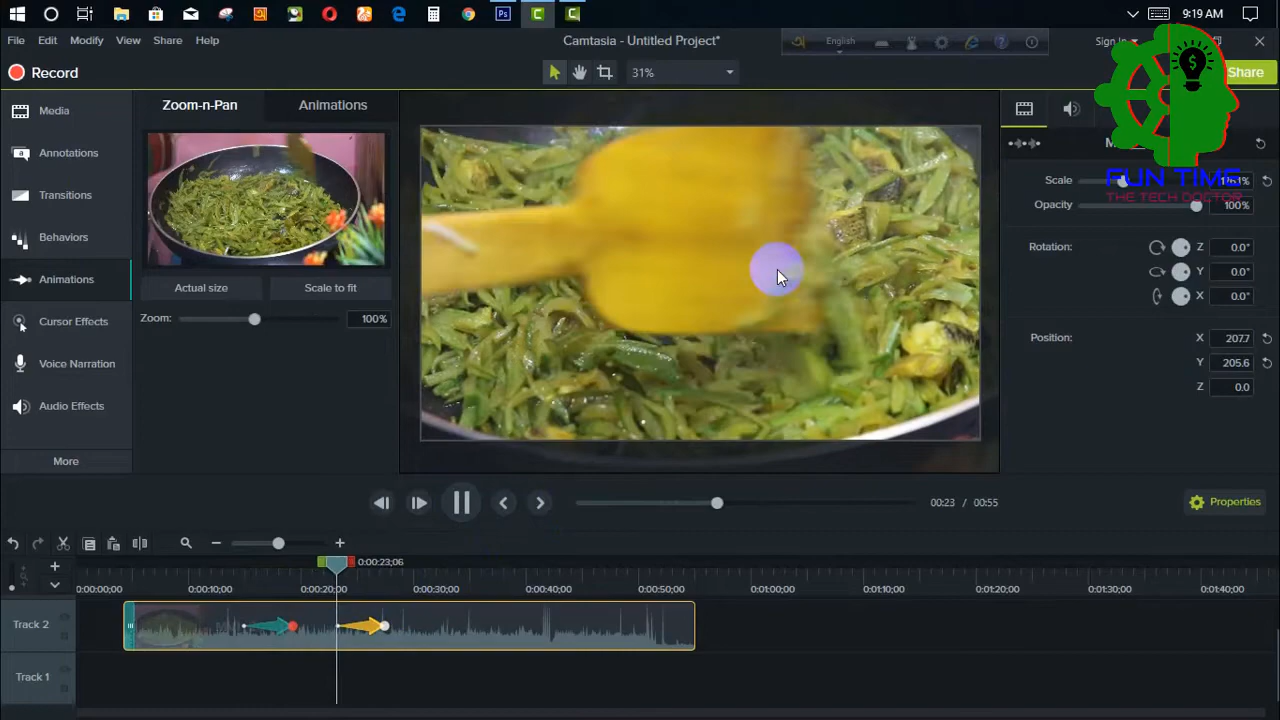 9:19 AM
File Edit Modify View Share Help
Camtasia - Untitled Project*
English
Sign In
Record
31%
Share
Media
Annotations
Transitions
Behaviors
Animations
Cursor Effects
Voice Narration
Audio Effects
More
Zoom-n-Pan
Animations
Actual size
Scale to fit
Zoom:
100%
FUN TIME
THE TECH DOCTOR
Scale
Opacity
100%
Rotation:
Z 0.0°
Y 0.0°
X 0.0°
Position:
X 207.7
Y 205.6
Z 0.0
00:23 / 00:55
Properties
0:00:23;06
0:00:00;00 0:00:10;00 0:00:20;00 0:00:30;00 0:00:40;00 0:00:50;00 0:01:00;00 0:01:10;00 0:01:20;00 0:01:30;00 0:01:40;00
Track 2
Track 1